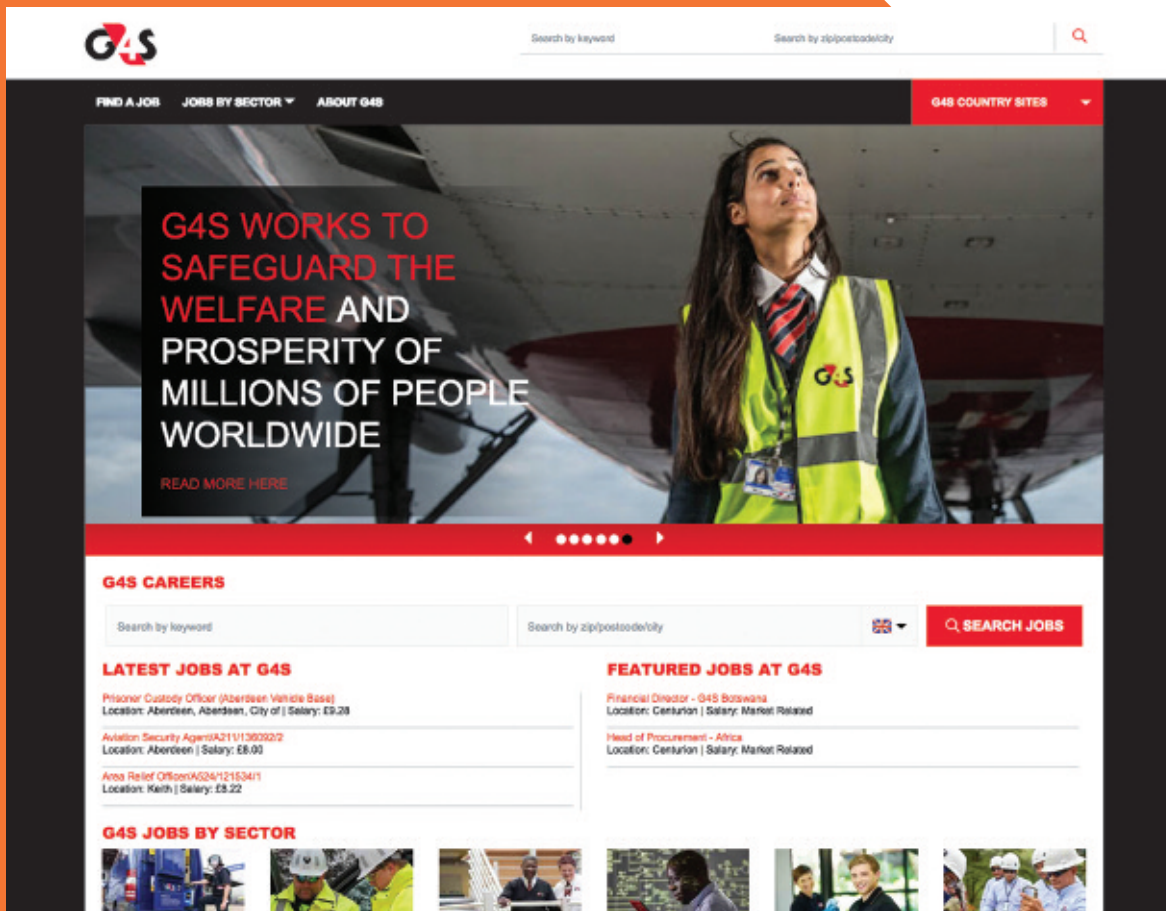 G4S
Search by keyword
Search by zip/postcode/city
FIND A JOB
JOBS BY SECTOR
ABOUT G4S
G4S COUNTRY SITES
G4S WORKS TO
SAFEGUARD THE
WELFARE AND
PROSPERITY OF
MILLIONS OF PEOPLE
WORLDWIDE
READ MORE HERE
G4S
G4S CAREERS
Search by keyword
Search by zip/postcode/city
SEARCH JOBS
LATEST JOBS AT G4S
Prisoner Custody Officer (Aberdeen Vehicle Base)
Location: Aberdeen, Aberdeen, City of | Salary: £9.28
Aviation Security Agent/A211/136092/2
Location: Aberdeen | Salary: £8.00
Area Relief Officer/A524/121534/1
Location: Keith | Salary: £8.22
FEATURED JOBS AT G4S
Financial Director - G4S Botswana
Location: Centurion | Salary: Market Related
Head of Procurement - Africa
Location: Centurion | Salary: Market Related
G4S JOBS BY SECTOR